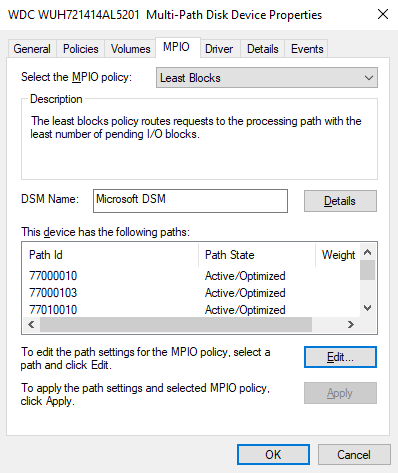 WDC WUH721414AL5201 Multi-Path Disk Device Properties
General Policies Volumes MPIO Driver Details Events
Select the MPIO policy: Least Blocks
Description
The least blocks policy routes requests to the processing path with the
least number of pending I/O blocks.
DSM Name: Microsoft DSM Details
This device has the following paths:
Path Id Path State Weight
77000010 Active/Optimized
77000103 Active/Optimized
77010010 Active/Optimized
To edit the path settings for the MPIO policy, select a
path and click Edit.
Edit...
To apply the path settings and selected MPIO policy,
click Apply.
Apply
OK Cancel